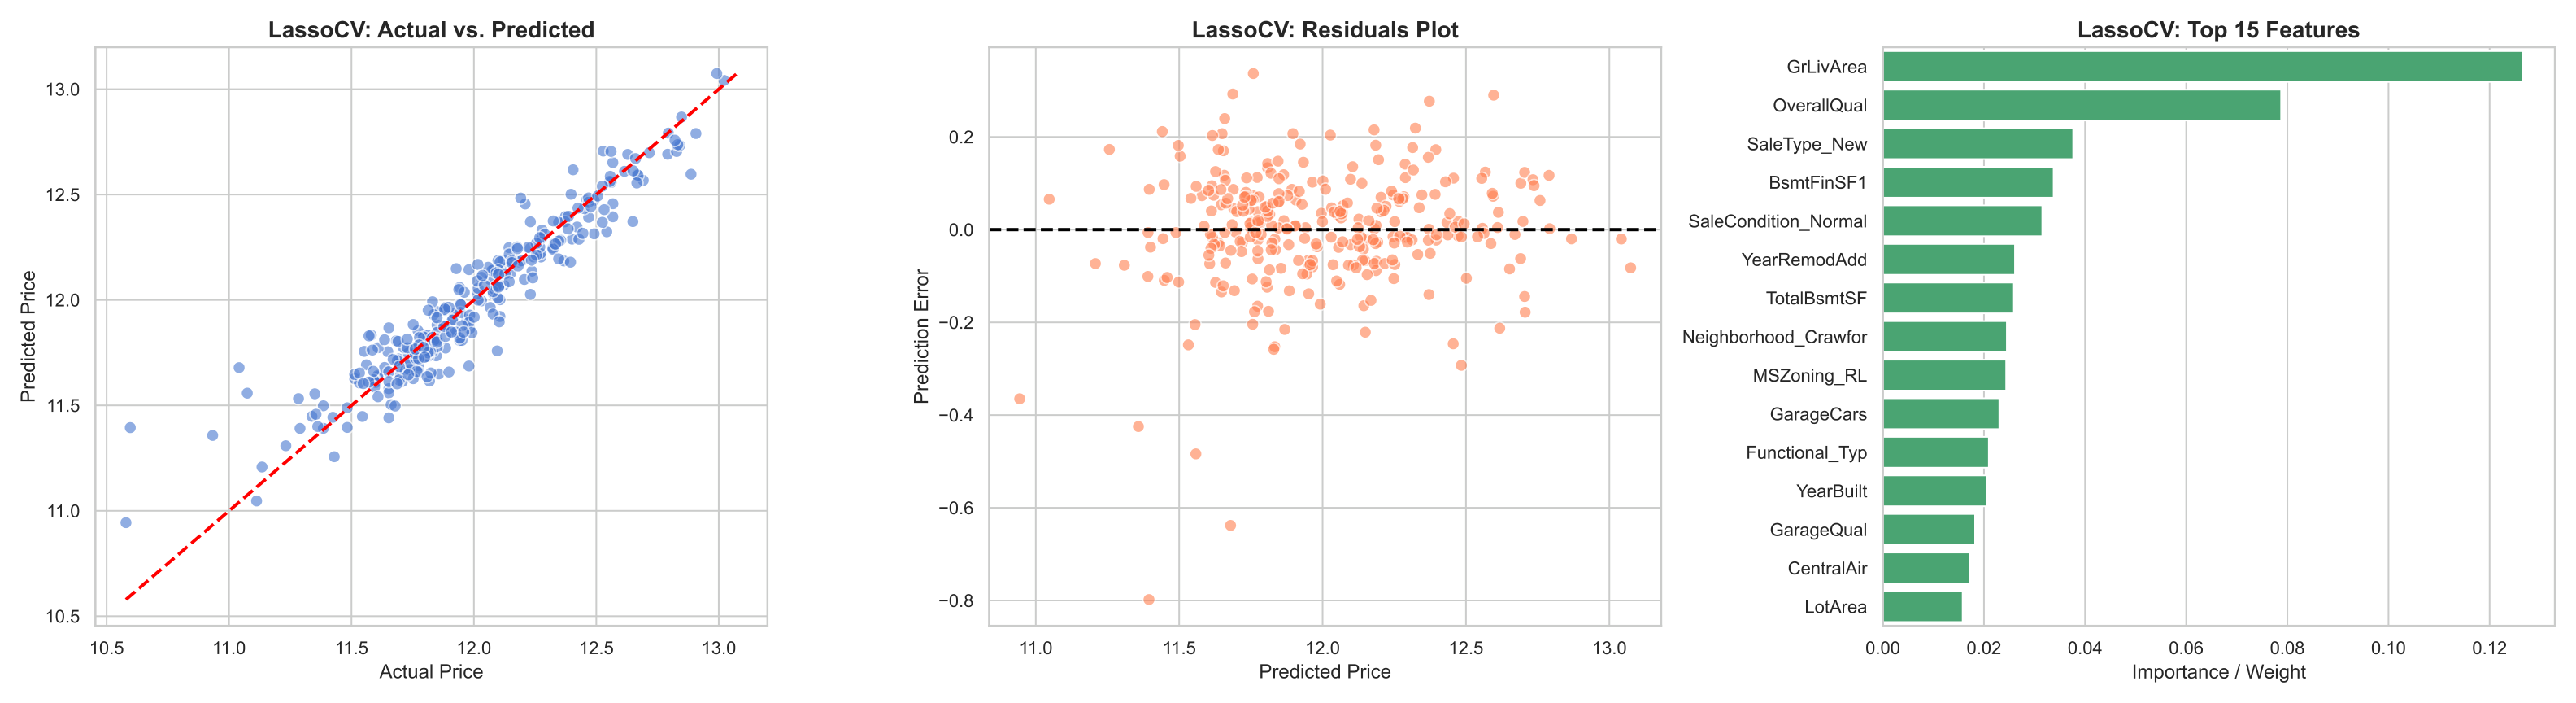 LassoCV: Actual vs. Predicted
Predicted Price
13.0
12.5
12.0
11.5
11.0
10.5
10.5 11.0 11.5 12.0 12.5 13.0
Actual Price
LassoCV: Residuals Plot
Prediction Error
0.2
0.0
−0.2
−0.4
−0.6
−0.8
11.0 11.5 12.0 12.5 13.0
Predicted Price
LassoCV: Top 15 Features
GrLivArea
OverallQual
SaleType_New
BsmtFinSF1
SaleCondition_Normal
YearRemodAdd
TotalBsmtSF
Neighborhood_Crawfor
MSZoning_RL
GarageCars
Functional_Typ
YearBuilt
GarageQual
CentralAir
LotArea
0.00 0.02 0.04 0.06 0.08 0.10 0.12
Importance / Weight